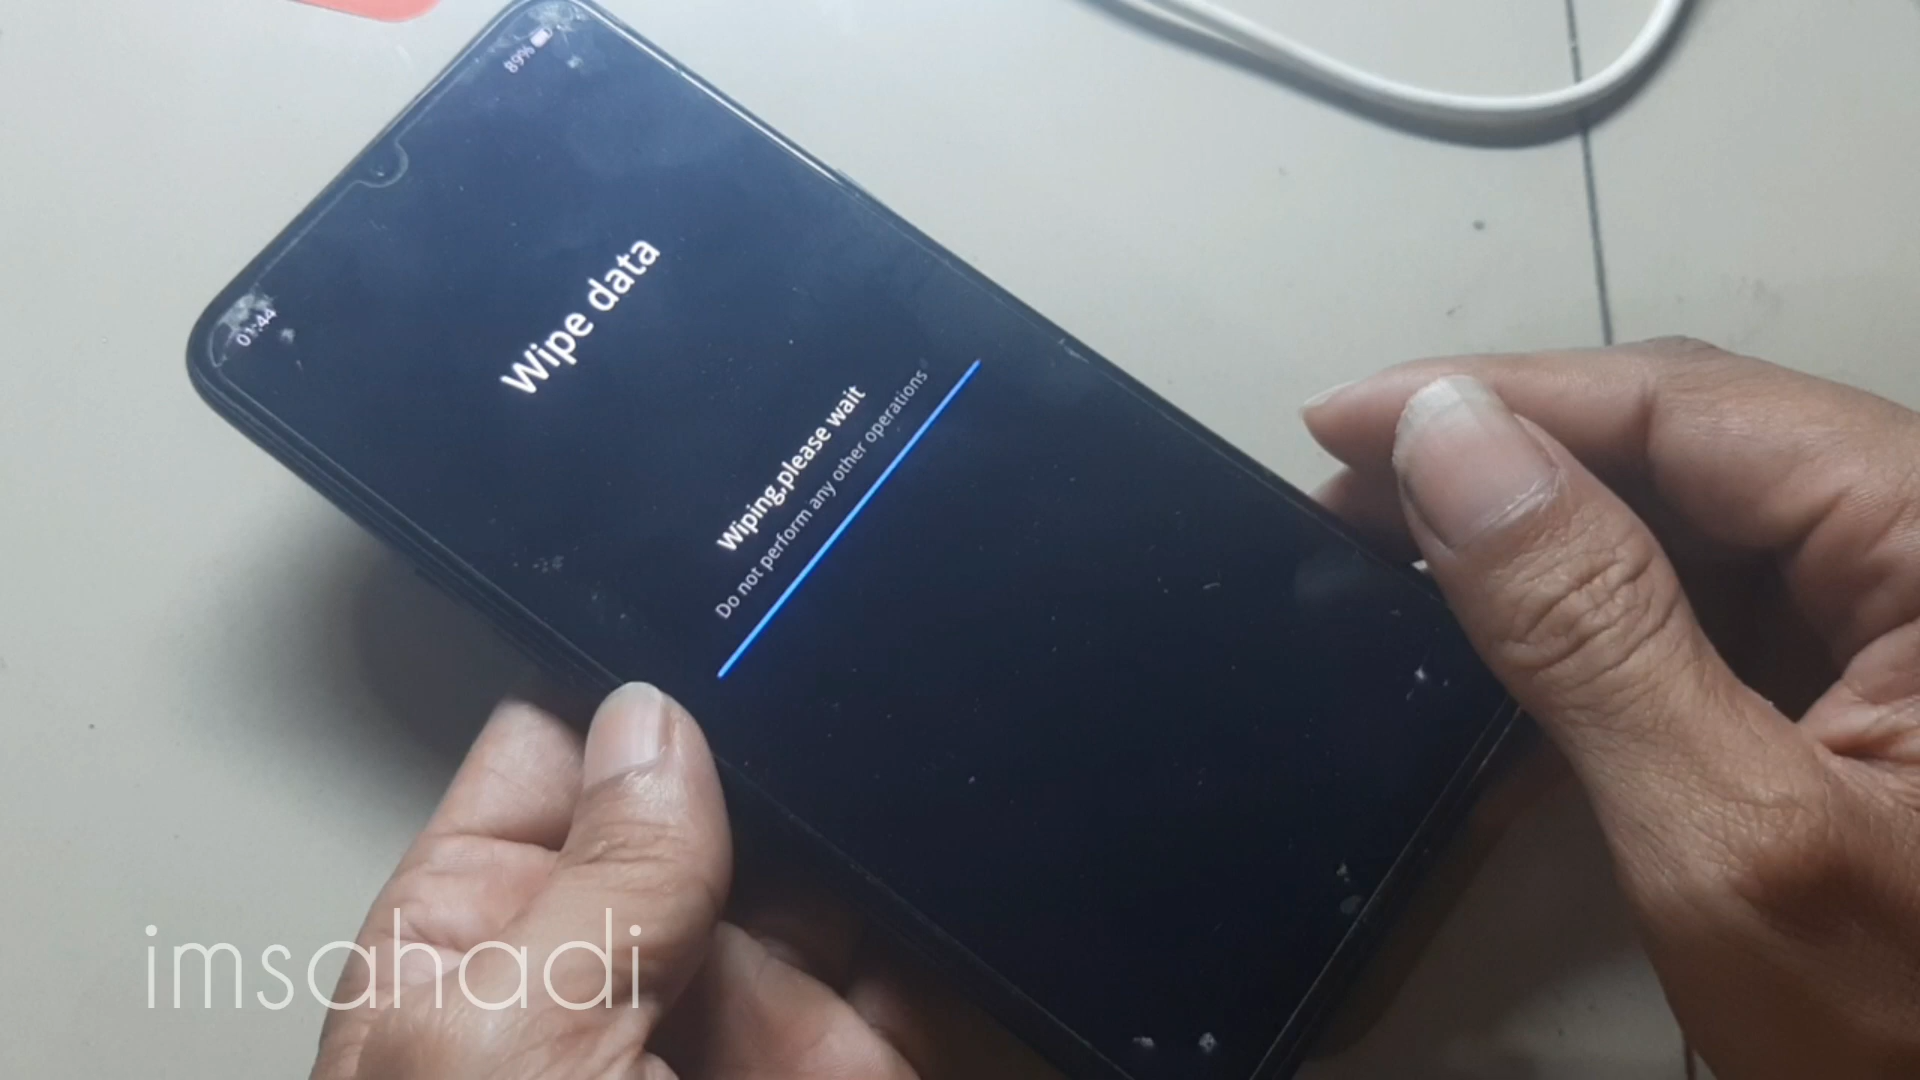 01:44
89%
Wipe data
Wiping,please wait
Do not perform any other operations
imsahadi